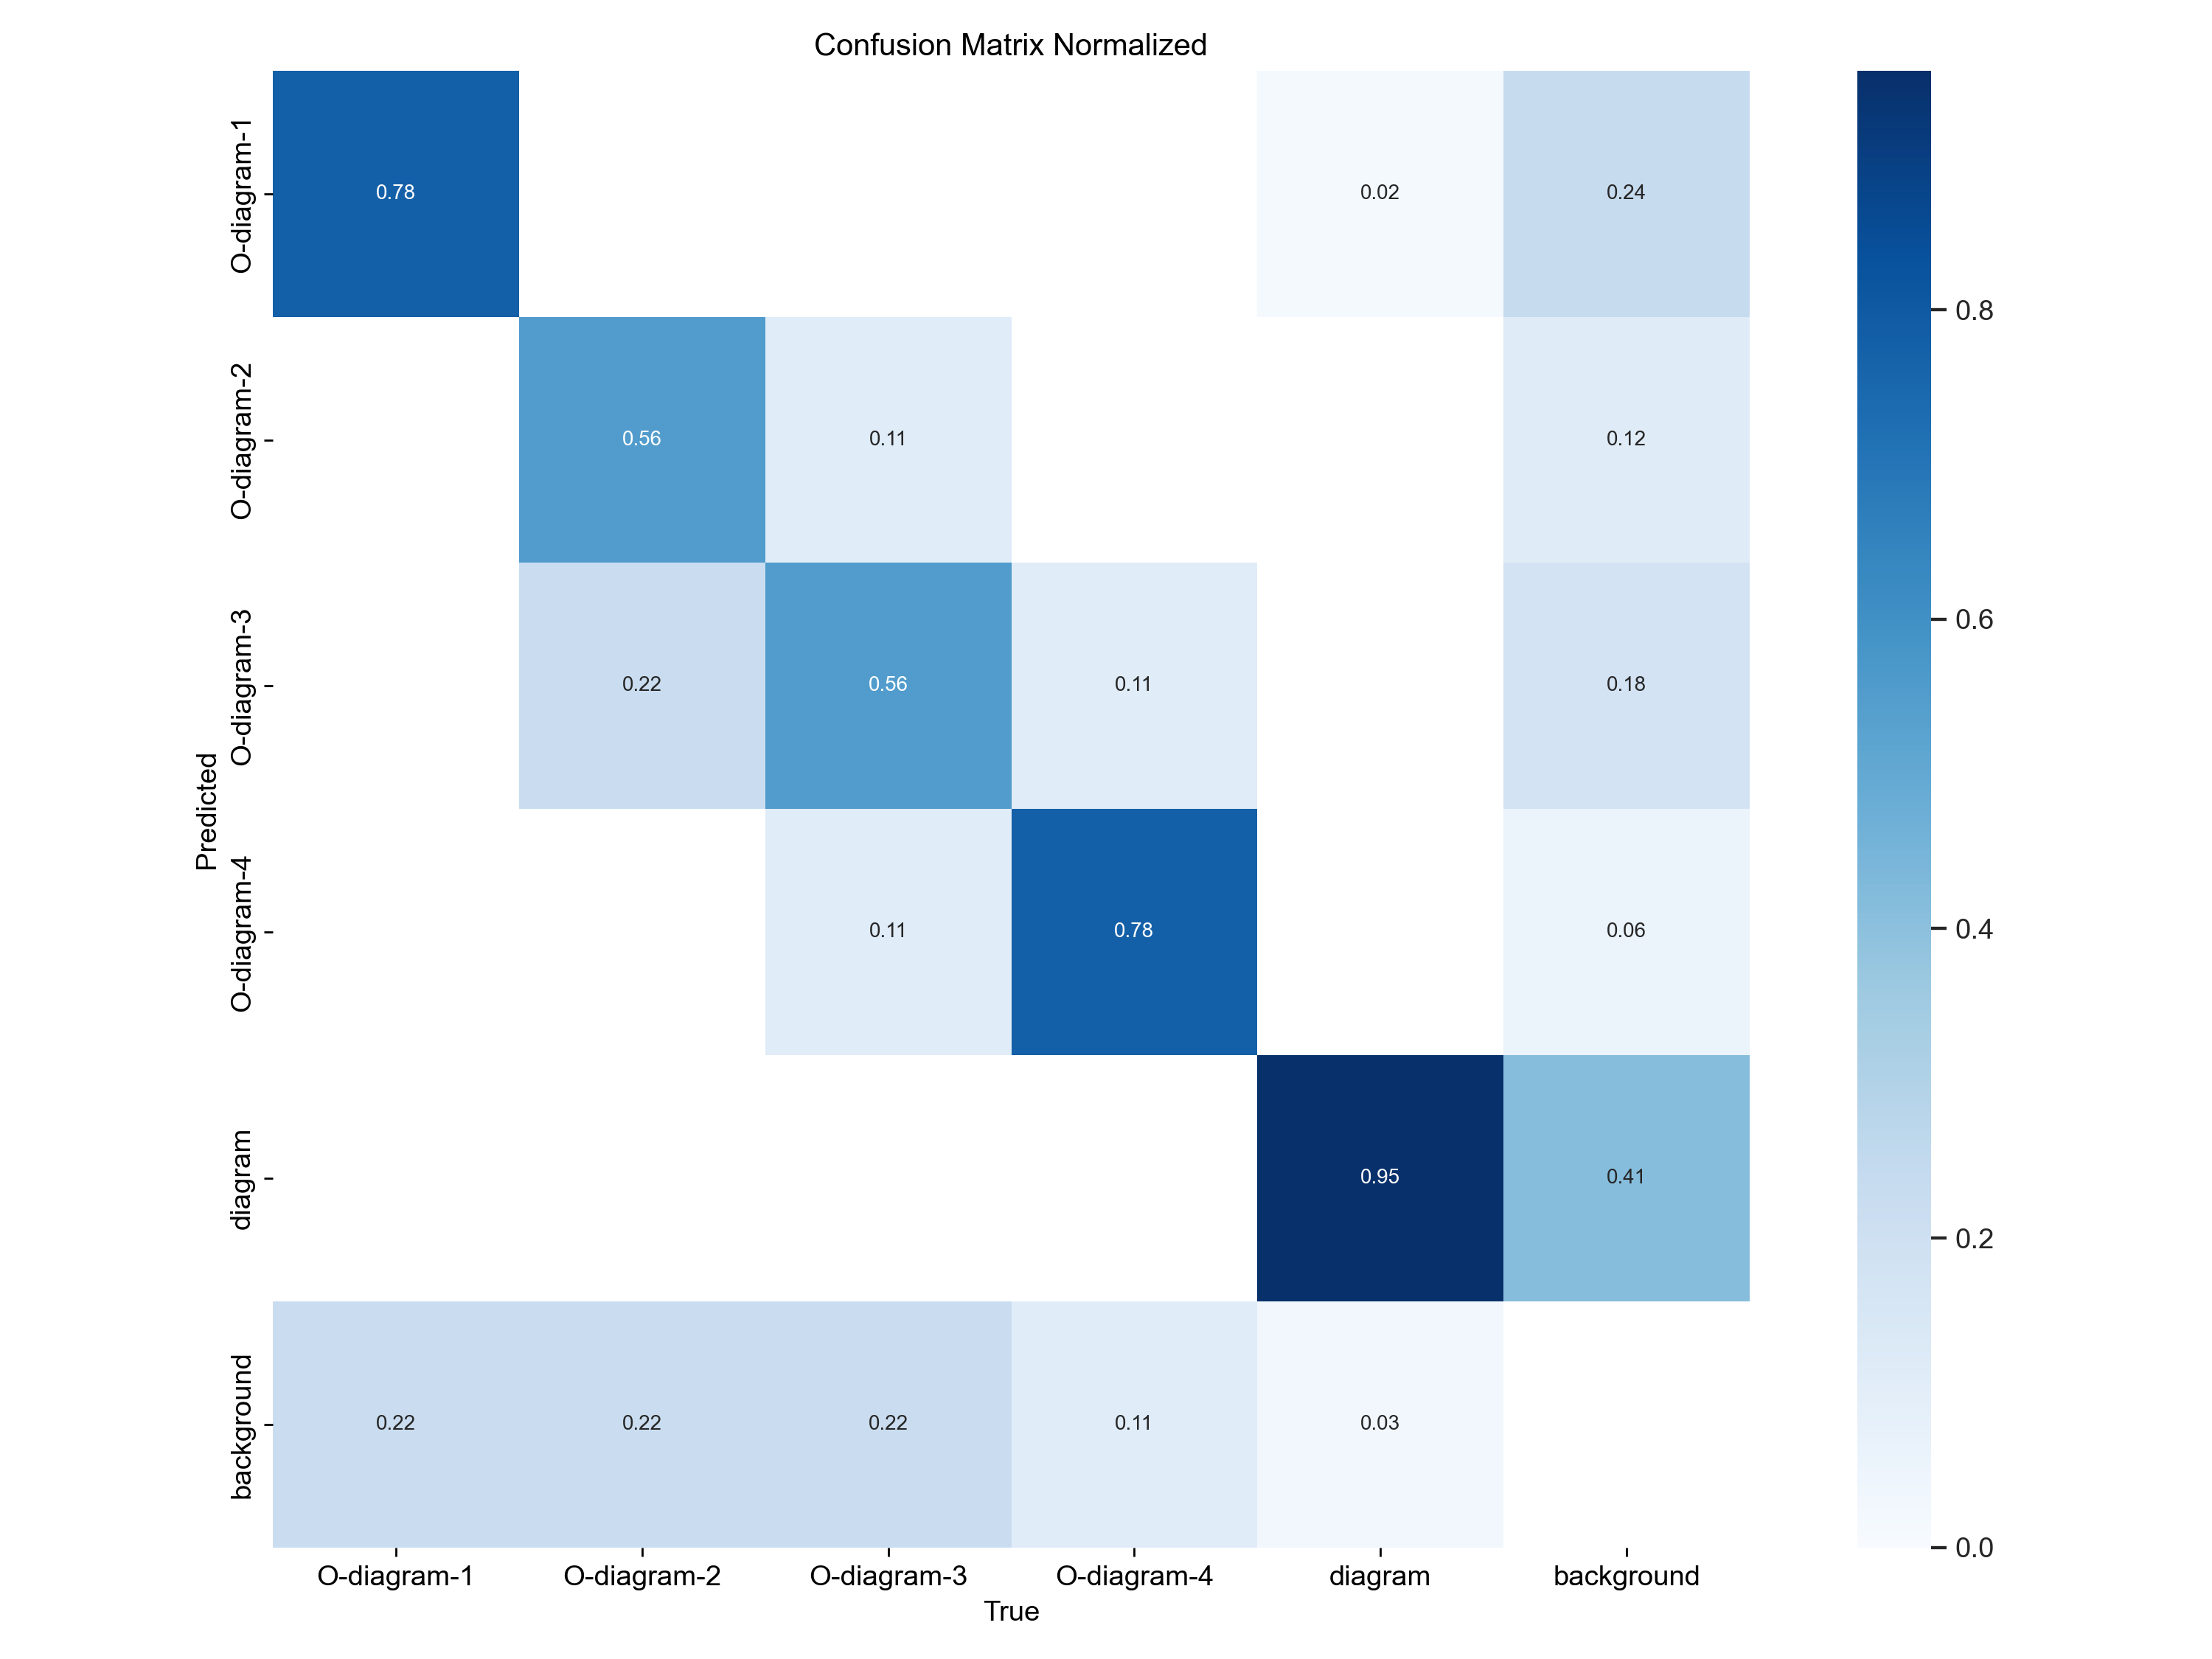 Confusion Matrix Normalized
Predicted
O-diagram-1
0.78
0.02
0.24
O-diagram-2
0.56
0.11
0.12
O-diagram-3
0.22
0.56
0.11
0.18
O-diagram-4
0.11
0.78
0.06
diagram
0.95
0.41
background
0.22
0.22
0.22
0.11
0.03
O-diagram-1
O-diagram-2
O-diagram-3
O-diagram-4
diagram
background
True
0.8
0.6
0.4
0.2
0.0